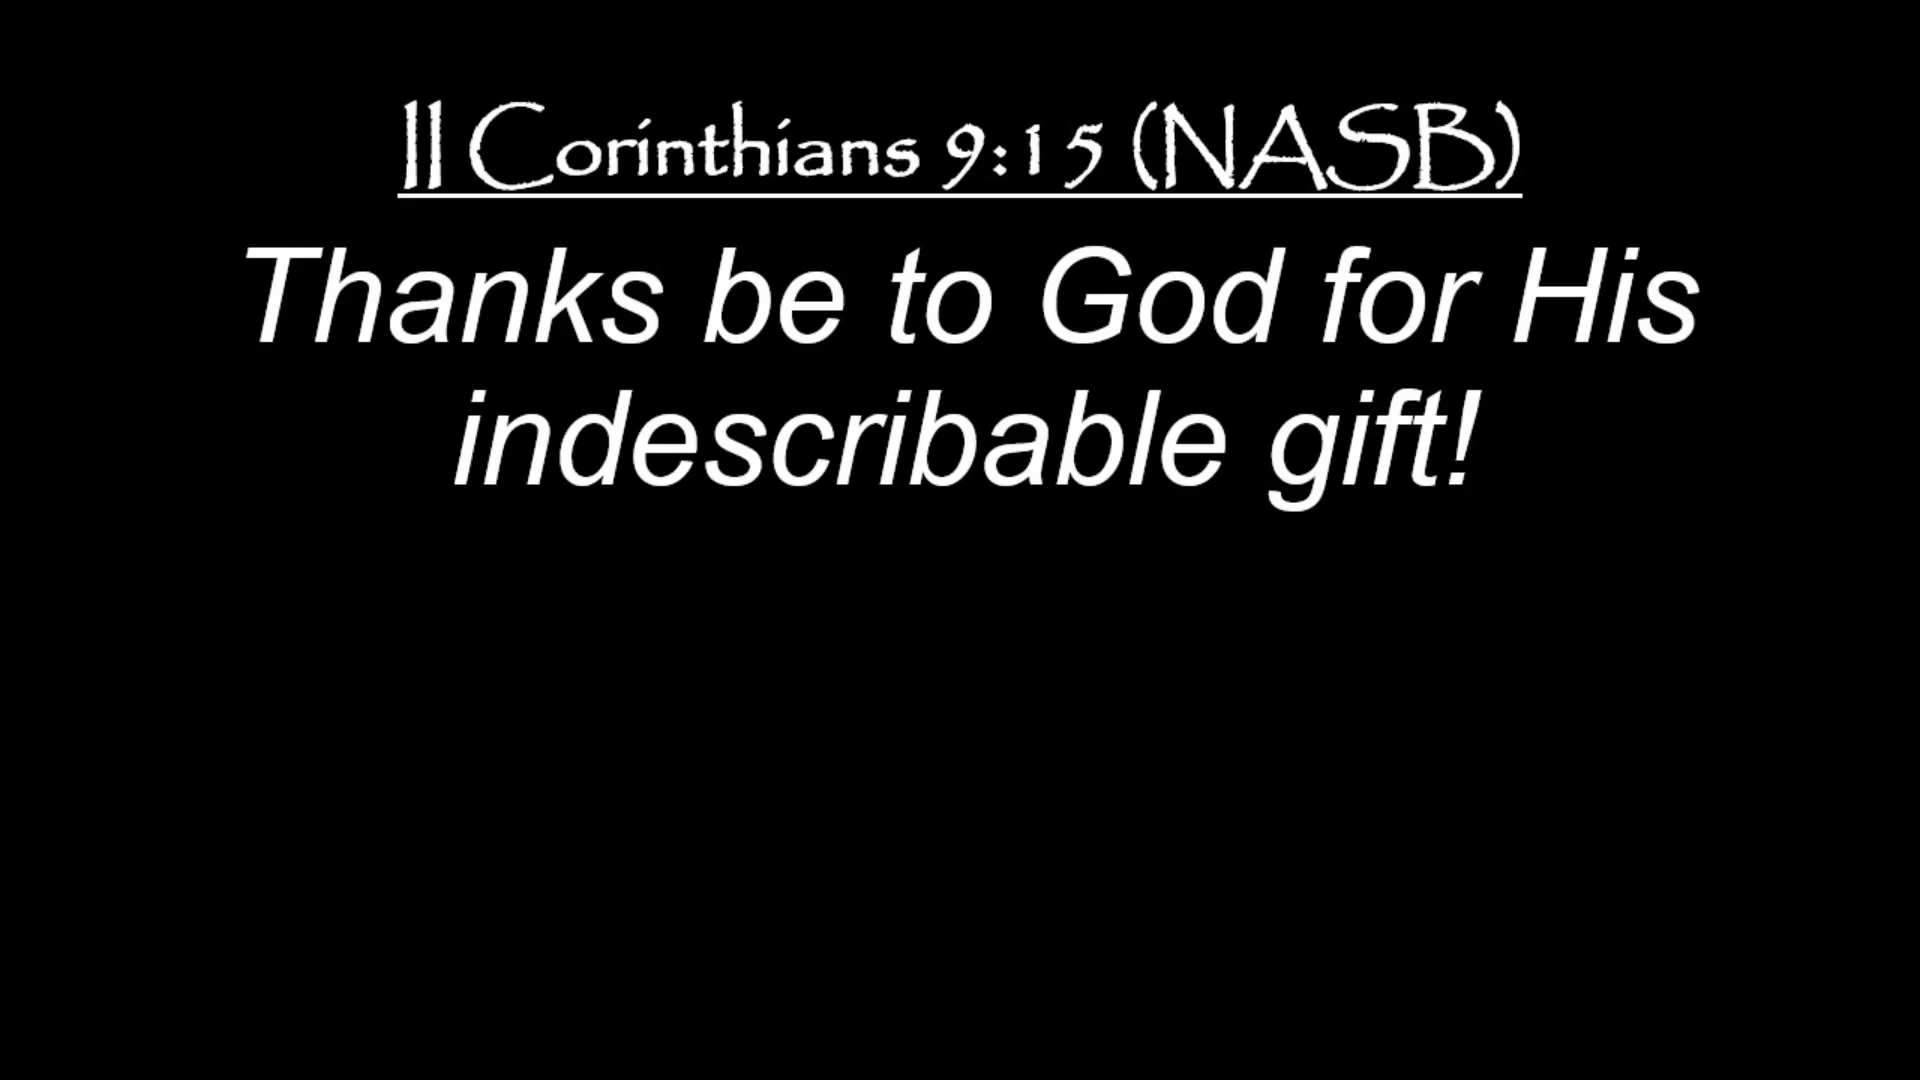 II Corinthians 9:15 (NASB)
Thanks be to God for His
indescribable gift!